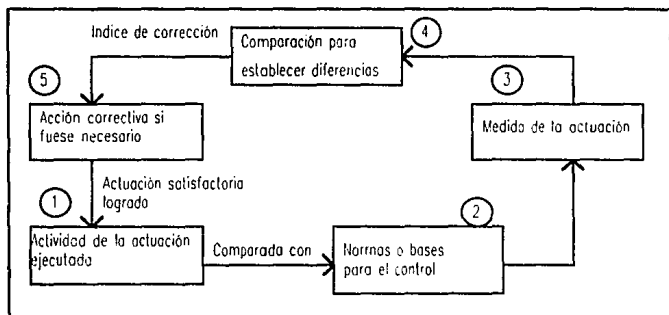 Indice de corrección
4
Comparación para
establecer diferencias
5
3
Acción correctiva si
fuese necesario
Medida de la actuación
Actuación satisfactoria
lograda
1
2
Actividad de la actuación
ejecutada
Comparada con
Normas o bases
para el control